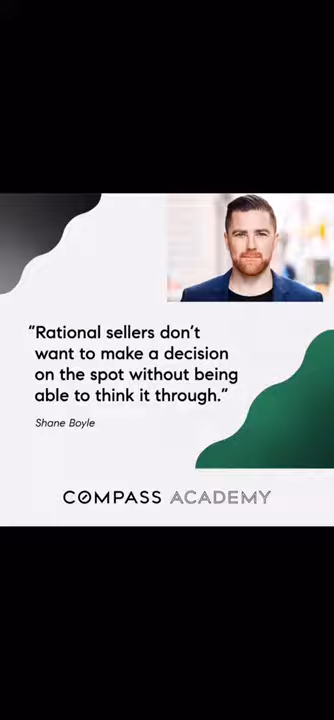 “Rational sellers don’t
want to make a decision
on the spot without being
able to think it through.”
Shane Boyle
COMPASS ACADEMY